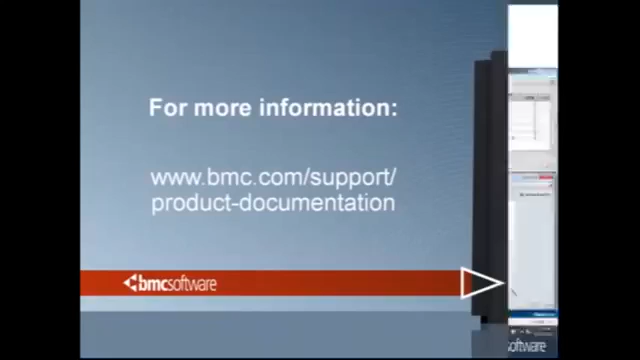 For more information:
www.bmc.com/support/
product-documentation
bmcsoftware
software